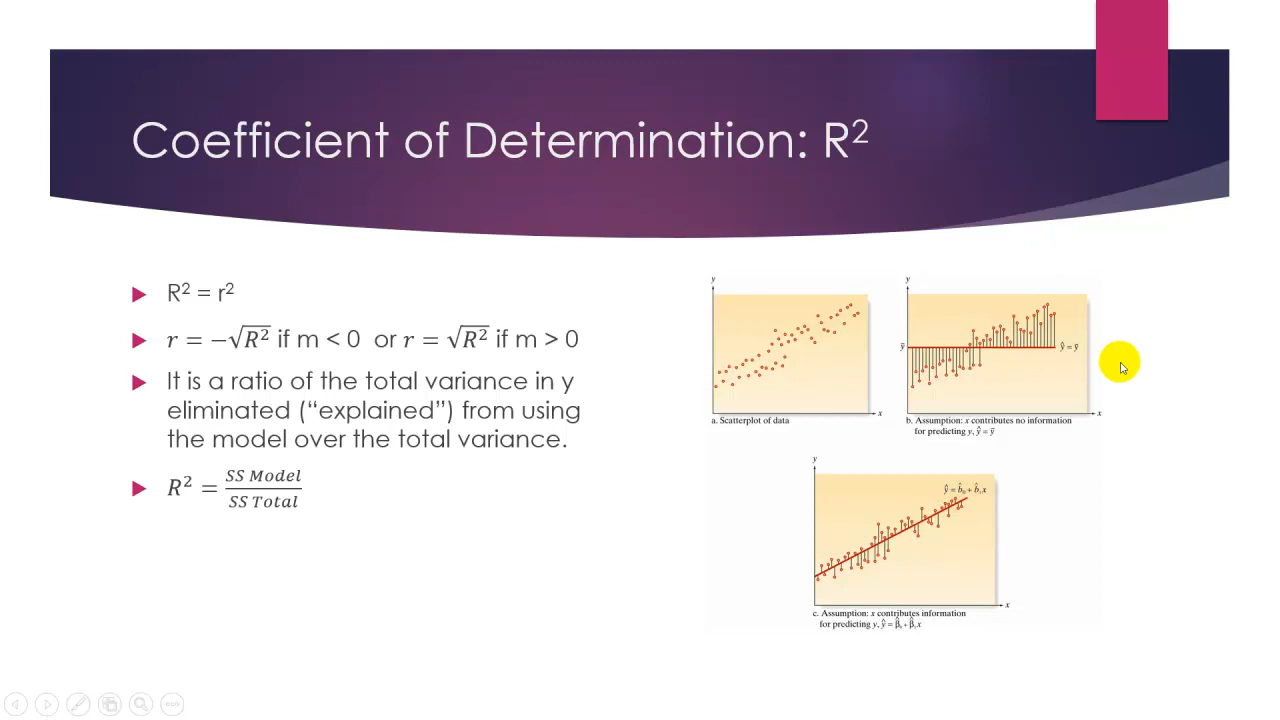 Coefficient of Determination: R²
R² = r²
r = −√R² if m < 0 or r = √R² if m > 0
It is a ratio of the total variance in y
eliminated (“explained”) from using
the model over the total variance.
R² = SS Model / SS Total
y
x
a. Scatterplot of data
y
ȳ
ŷ = ȳ
x
b. Assumption: x contributes no information
for predicting y, ŷ = ȳ
y
ŷ = b̂₀ + b̂₁x
x
c. Assumption: x contributes information
for predicting y, ŷ = β̂₀ + β̂₁x